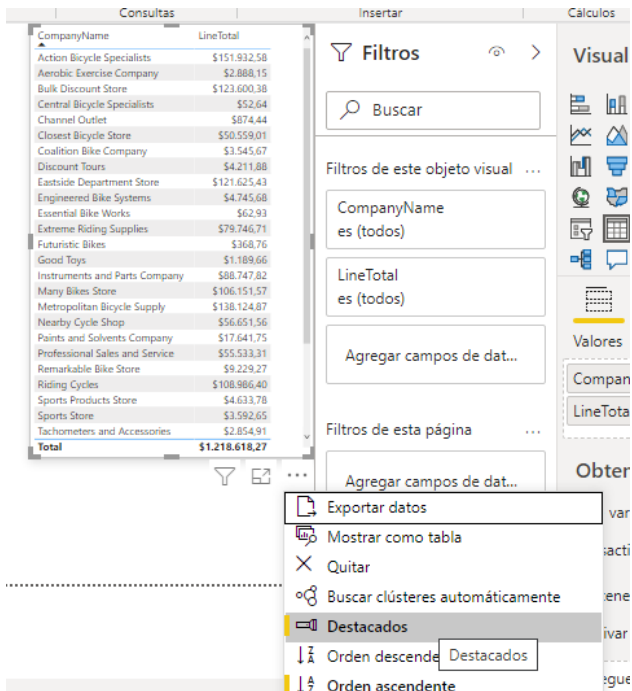 Consultas
Insertar
Cálculos
CompanyName LineTotal
Action Bicycle Specialists $151.932,58
Aerobic Exercise Company $2.888,15
Bulk Discount Store $123.600,38
Central Bicycle Specialists $52,64
Channel Outlet $874,44
Closest Bicycle Store $50.559,01
Coalition Bike Company $3.545,67
Discount Tours $4.211,88
Eastside Department Store $121.625,43
Engineered Bike Systems $4.745,68
Essential Bike Works $62,93
Extreme Riding Supplies $79.746,71
Futuristic Bikes $368,76
Good Toys $1.189,66
Instruments and Parts Company $88.747,82
Many Bikes Store $106.151,57
Metropolitan Bicycle Supply $138.124,87
Nearby Cycle Shop $56.651,56
Paints and Solvents Company $17.641,75
Professional Sales and Service $55.533,31
Remarkable Bike Store $9.229,27
Riding Cycles $108.986,40
Sports Products Store $4.633,78
Sports Store $3.592,65
Tachometers and Accessories $2.854,91
Total $1.218.618,27
Filtros
Buscar
Filtros de este objeto visual ...
CompanyName
es (todos)
LineTotal
es (todos)
Agregar campos de dat...
Filtros de esta página ...
Agregar campos de dat...
Visual
Valores
Compan
LineTota
Obten
var
sacti
ene
ivar
egue
Exportar datos
Mostrar como tabla
Quitar
Buscar clústeres automáticamente
Destacados
Orden descende
Destacados
Orden ascendente